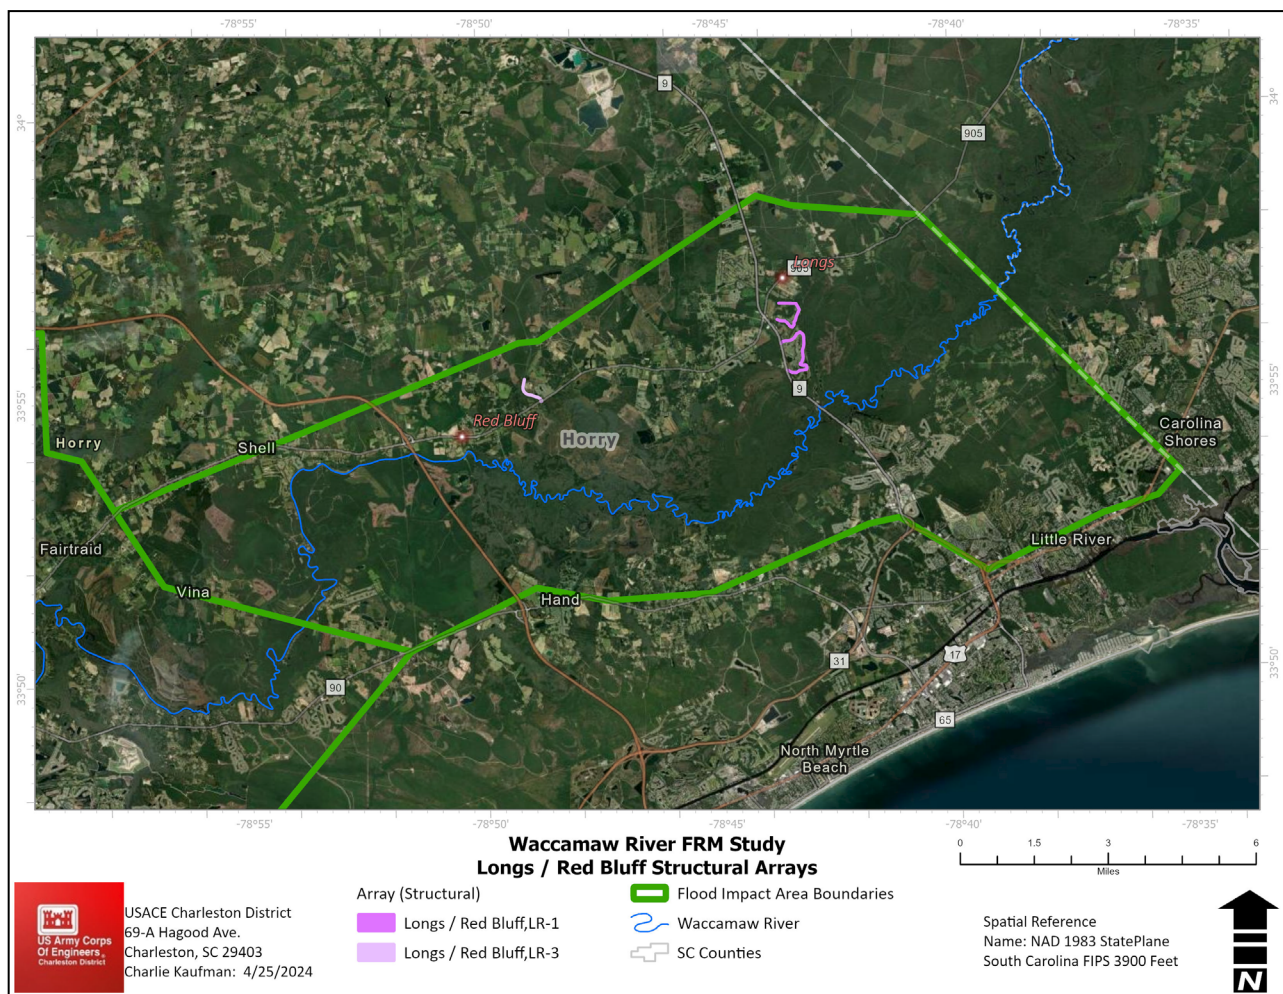 -78°55'
-78°50'
-78°45'
-78°40'
-78°35'
34°
34°
9
905
905
Longs
33°55'
33°55'
9
Red Bluff
Horry
Horry
Shell
Carolina
Shores
Fairtraid
Little River
Vina
Hand
33°50'
33°50'
31
17
90
65
North Myrtle
Beach
-78°55'
-78°50'
-78°45'
-78°40'
-78°35'
Waccamaw River FRM Study
Longs / Red Bluff Structural Arrays
0
1.5
3
6
Miles
Array (Structural)
Longs / Red Bluff,LR-1
Longs / Red Bluff,LR-3
Flood Impact Area Boundaries
Waccamaw River
SC Counties
US Army Corps
Of Engineers®
Charleston District
USACE Charleston District
69-A Hagood Ave.
Charleston, SC 29403
Charlie Kaufman: 4/25/2024
Spatial Reference
Name: NAD 1983 StatePlane
South Carolina FIPS 3900 Feet
N